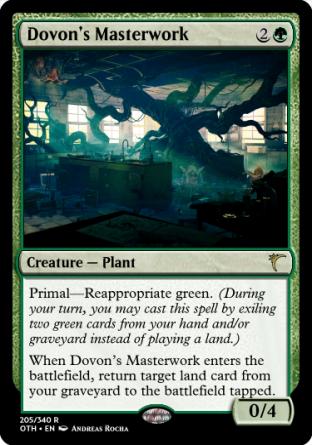 Dovon's Masterwork 2
Creature — Plant
Primal—Reappropriate green. (During
your turn, you may cast this spell by exiling
two green cards from your hand and/or
graveyard instead of playing a land.)
When Dovon's Masterwork enters the
battlefield, return target land card from
your graveyard to the battlefield tapped.
0/4
205/340 R
OTH • EN Andreas Rocha